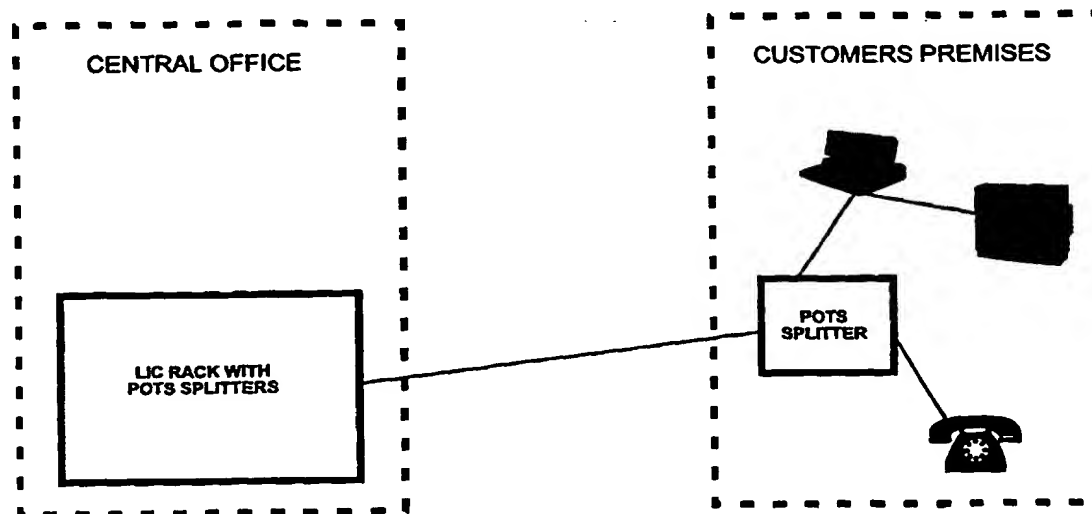 CENTRAL OFFICE
CUSTOMERS PREMISES
POTS
SPLITTER
LIC RACK WITH
POTS SPLITTERS